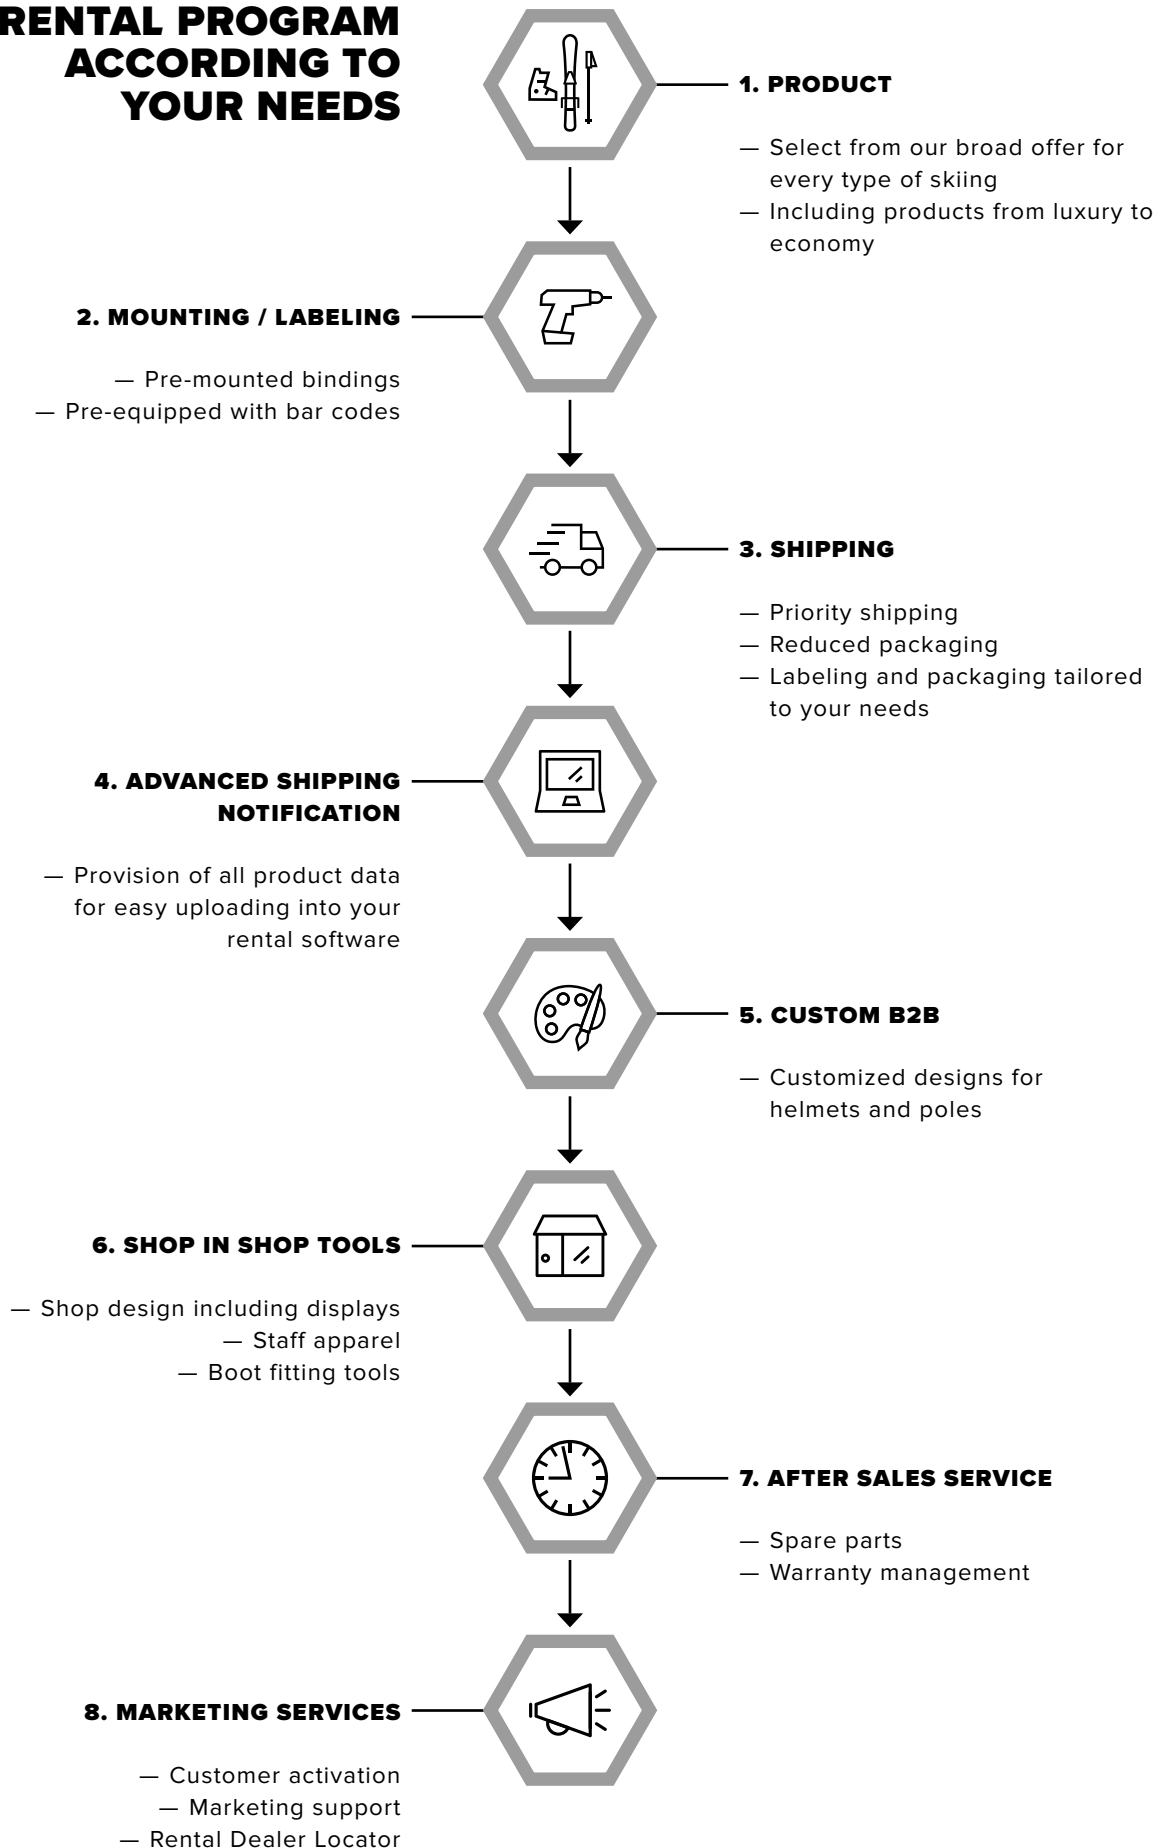 RENTAL PROGRAM
ACCORDING TO
YOUR NEEDS
1. PRODUCT
— Select from our broad offer for
every type of skiing
— Including products from luxury to
economy
2. MOUNTING / LABELING
— Pre-mounted bindings
— Pre-equipped with bar codes
3. SHIPPING
— Priority shipping
— Reduced packaging
— Labeling and packaging tailored
to your needs
4. ADVANCED SHIPPING
NOTIFICATION
— Provision of all product data
for easy uploading into your
rental software
5. CUSTOM B2B
— Customized designs for
helmets and poles
6. SHOP IN SHOP TOOLS
— Shop design including displays
— Staff apparel
— Boot fitting tools
7. AFTER SALES SERVICE
— Spare parts
— Warranty management
8. MARKETING SERVICES
— Customer activation
— Marketing support
— Rental Dealer Locator